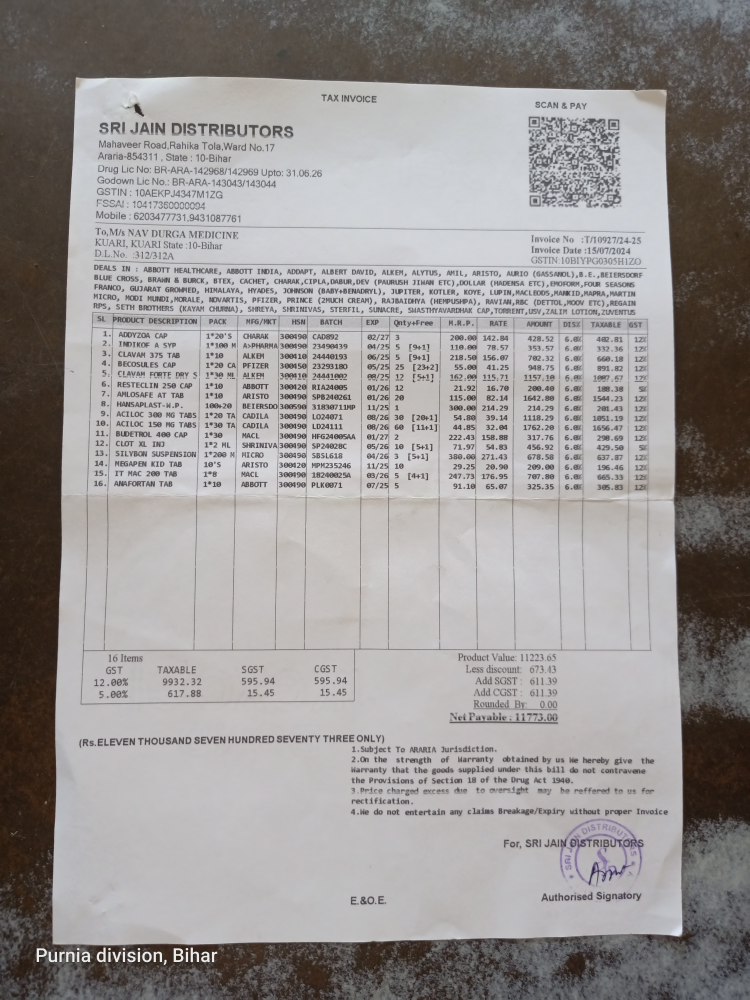 TAX INVOICE
SCAN & PAY
SRI JAIN DISTRIBUTORS
Mahaveer Road,Rahika Tola,Ward No.17
Araria-854311 , State : 10-Bihar
Drug Lic No: BR-ARA-142968/142969 Upto: 31.06.26
Godown Lic No.: BR-ARA-143043/143044
GSTIN : 10AEKPJ4347M1ZG
FSSAI : 10417360000094
Mobile : 6203477731,9431087761
To,M/s NAV DURGA MEDICINE
KUARI, KUARI State :10-Bihar
D.L.No. :312/312A
Invoice No :T/10927/24-25
Invoice Date :15/07/2024
GSTIN:10BIYPG0305H1ZO
DEALS IN : ABBOTT HEALTHCARE, ABBOTT INDIA, ADDAPT, ALBERT DAVID, ALKEM, ALYTUS, AMIL, ARISTO, AURIO (GASSANOL),B.E.,BEIERSDORF
BLUE CROSS, BRAHN & BURCK, BTEX, CACHET, CHARAK,CIPLA,DABUR,DEV (PAURUSH JIHAN ETC),DOLLAR (HADENSA ETC),EMOFORM,FOUR SEASONS
FRANCO, GUJARAT GROWMED, HIMALAYA, HYADES, JOHNSON (BABY+BENADRYL), JUPITER, KOTLER, KOYE, LUPIN,MACLEODS,MANKID,MAPRA,MARTIN
MICRO, MODI MUNDI,MORALE, NOVARTIS, PFIZER, PRINCE (2MUCH CREAM), RAJBAIDHYA (HEMPUSHPA), RAVIAN,RBC (DETTOL,MOOV ETC),REGAIN
RPS, SETH BROTHERS (KAYAM CHURNA), SHREYA, SHRINIVAS, STERFIL, SUNACRE, SWASTHYAVARDHAK CAP,TORRENT,USV,ZALIM LOTION,ZUVENTUS
SL PRODUCT DESCRIPTION PACK MFG/MKT HSN BATCH EXP Qnty+Free M.R.P. RATE AMOUNT DIS% TAXABLE GST
1. ADDYZOA CAP 1*20'S CHARAK 300490 CAD092 02/27 3 200.00 142.84 428.52 6.0% 402.81 12%
2. INDIKOF A SYP 1*100 M A>PHARMA 300490 23490439 04/25 5 [9+1] 110.00 78.57 353.57 6.0% 332.36 12%
3. CLAVAM 375 TAB 1*10 ALKEM 300410 24440193 06/25 5 [9+1] 218.50 156.07 702.32 6.0% 660.18 12%
4. BECOSULES CAP 1*20 CA PFIZER 300450 23293180 05/25 25 [23+2] 55.00 41.25 948.75 6.0% 891.82 12%
5. CLAVAM FORTE DRY S 1*30 ML ALKEM 300410 24441002 08/25 12 [5+1] 162.00 115.71 1157.10 6.0% 1087.67 12%
6. RESTECLIN 250 CAP 1*10 ABBOTT 300420 RIA24005 01/26 12 21.92 16.70 200.40 6.0% 188.38 5%
7. AMLOSAFE AT TAB 1*10 ARISTO 300490 SPB240261 01/26 20 115.00 82.14 1642.80 6.0% 1544.23 12%
8. HANSAPLAST-W.P. 100+20 BEIERSDO 300590 31830711MP 11/25 1 300.00 214.29 214.29 6.0% 201.43 12%
9. ACILOC 300 MG TABS 1*20 TA CADILA 300490 LO24071 08/26 30 [20+10] 54.80 39.14 1118.29 6.0% 1051.19 12%
10. ACILOC 150 MG TABS 1*30 TA CADILA 300490 LD24111 08/26 60 [11+1] 44.85 32.04 1762.20 6.0% 1656.47 12%
11. BUDETROL 400 CAP 1*30 MACL 300490 HFG24005AA 01/27 2 222.43 158.88 317.76 6.0% 298.69 12%
12. CLOT XL INJ 1*2 ML SHRINIVA 300490 SP24028C 05/26 10 [5+1] 71.97 54.83 456.92 6.0% 429.50 5%
13. SILYBON SUSPENSION 1*200 M MICRO 300490 SBSL618 04/26 3 [5+1] 380.00 271.43 678.58 6.0% 637.87 12%
14. MEGAPEN KID TAB 10'S ARISTO 300420 MPM235246 11/25 10 29.25 20.90 209.00 6.0% 196.46 12%
15. IT MAC 200 TAB 1*8 MACL 300490 18240025A 03/26 5 [4+1] 247.73 176.95 707.80 6.0% 665.33 12%
16. ANAFORTAN TAB 1*10 ABBOTT 300490 PLK0071 07/25 5 91.10 65.07 325.35 6.0% 305.83 12%
16 Items
GST TAXABLE SGST CGST
12.00% 9932.32 595.94 595.94
5.00% 617.88 15.45 15.45
Product Value: 11223.65
Less discount: 673.43
Add SGST : 611.39
Add CGST : 611.39
Rounded By: 0.00
Net Payable : 11773.00
(Rs.ELEVEN THOUSAND SEVEN HUNDRED SEVENTY THREE ONLY)
1.Subject To ARARIA Jurisdiction.
2.On the strength of Warranty obtained by us We hereby give the
Warranty that the goods supplied under this bill do not contravene
the Provisions of Section 18 of the Drug Act 1940.
3.Price charged excess due to oversight may be reffered to us for
rectification.
4.We do not entertain any claims Breakage/Expiry without proper Invoice
For, SRI JAIN DISTRIBUTORS
SRI JAIN DISTRIBUTORS
Authorised Signatory
E.&O.E.
Purnia division, Bihar